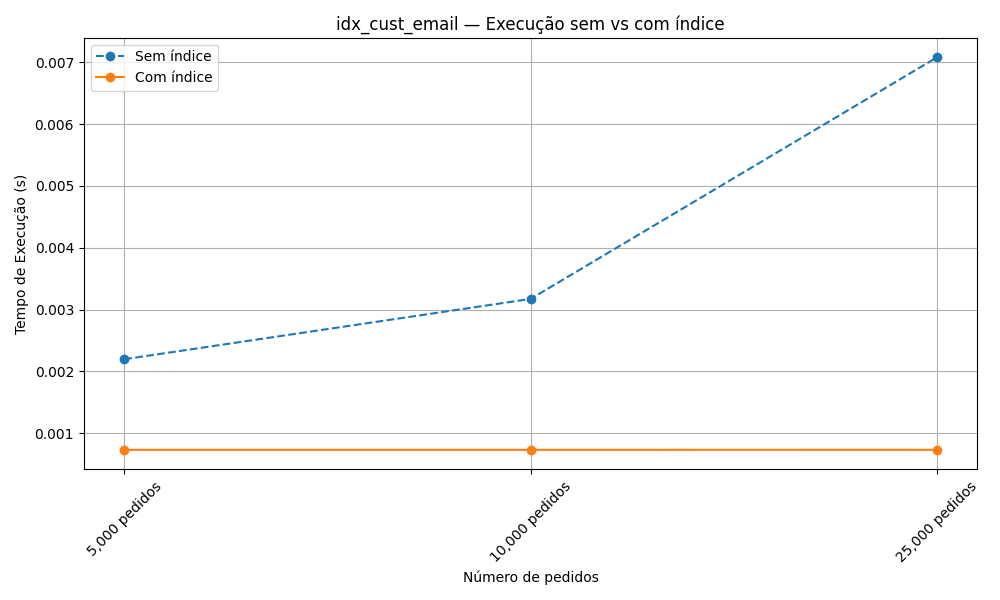 idx_cust_email — Execução sem vs com índice
Sem índice
Com índice
0.007
0.006
0.005
0.004
0.003
0.002
0.001
Tempo de Execução (s)
5,000 pedidos
10,000 pedidos
25,000 pedidos
Número de pedidos